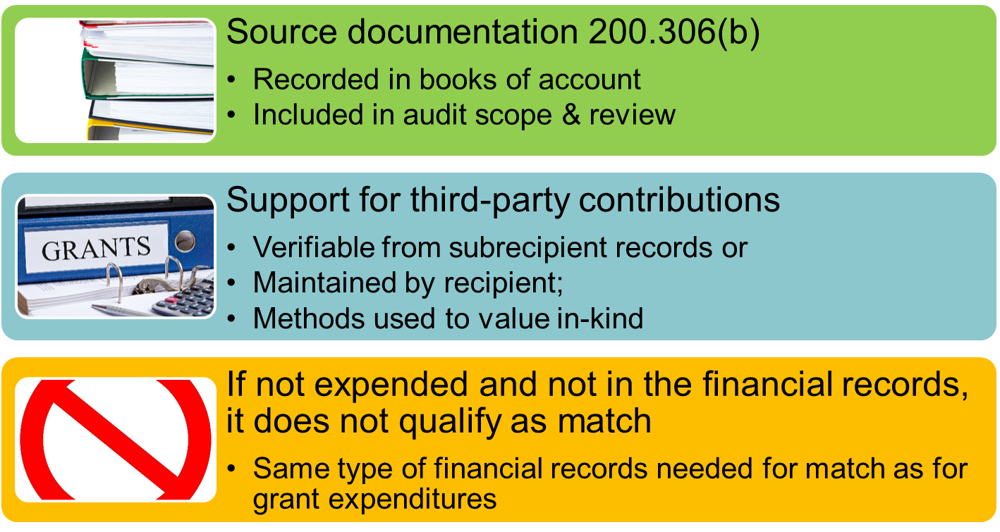 Source documentation 200.306(b)
• Recorded in books of account
• Included in audit scope & review
GRANTS
Support for third-party contributions
• Verifiable from subrecipient records or
• Maintained by recipient;
• Methods used to value in-kind
If not expended and not in the financial records,
it does not qualify as match
• Same type of financial records needed for match as for
grant expenditures